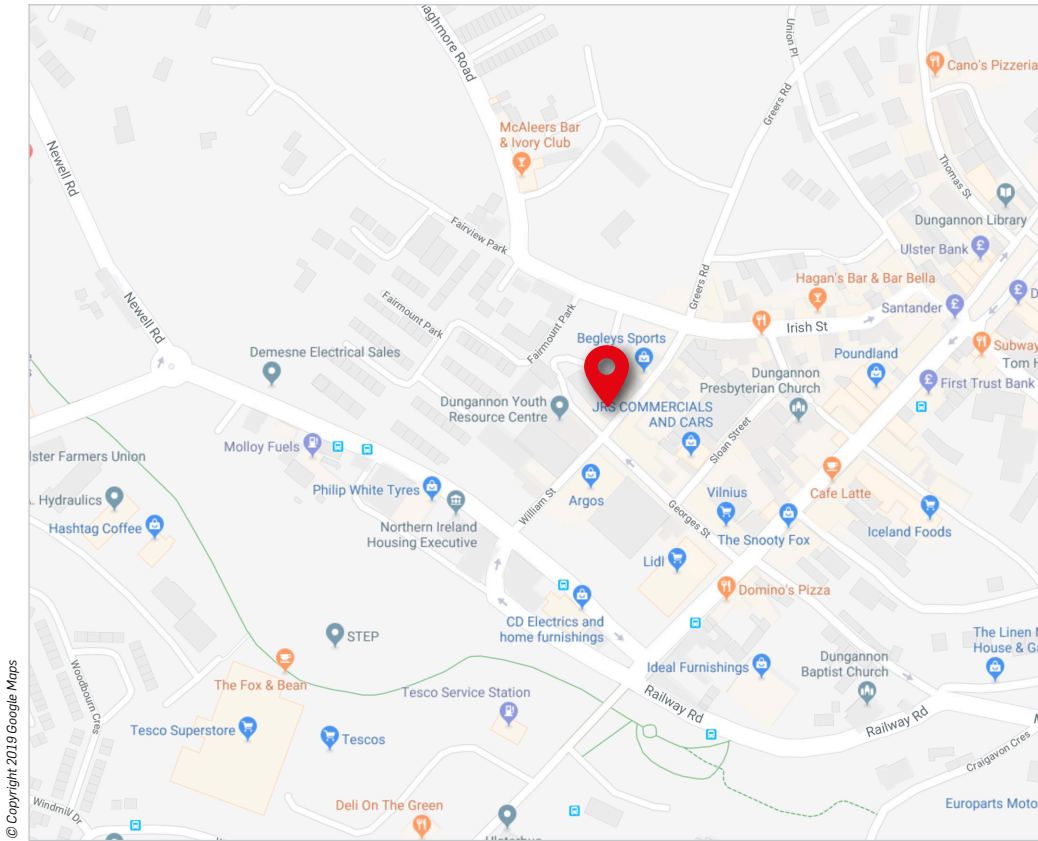 aghmore Road
Union Pl
Cano's Pizzeria
Greers Rd
McAleers Bar
& Ivory Club
Newell Rd
Thomas St
Dungannon Library
Fairview Park
Ulster Bank
Greers Rd
Hagan's Bar & Bar Bella
Newell Rd
Fairmount Park
Fairmount Park
Santander
D
Irish St
Begleys Sports
Subway
Demesne Electrical Sales
Poundland
Tom H
Dungannon
Presbyterian Church
First Trust Bank
Dungannon Youth
Resource Centre
JRS COMMERCIALS
AND CARS
Sloan Street
Molloy Fuels
lster Farmers Union
Philip White Tyres
Argos
Vilnius
Cafe Latte
. Hydraulics
William St
Georges St
Hashtag Coffee
Northern Ireland
Housing Executive
The Snooty Fox
Iceland Foods
Lidl
Domino's Pizza
CD Electrics and
home furnishings
STEP
The Linen
House & Ga
Woodbourn Cres
The Fox & Bean
Ideal Furnishings
Dungannon
Baptist Church
Tesco Service Station
Railway Rd
Railway Rd
Tesco Superstore
Tescos
Craigavon Cres
Windmill Dr
Deli On The Green
Europarts Moto
© Copyright 2019 Google Maps